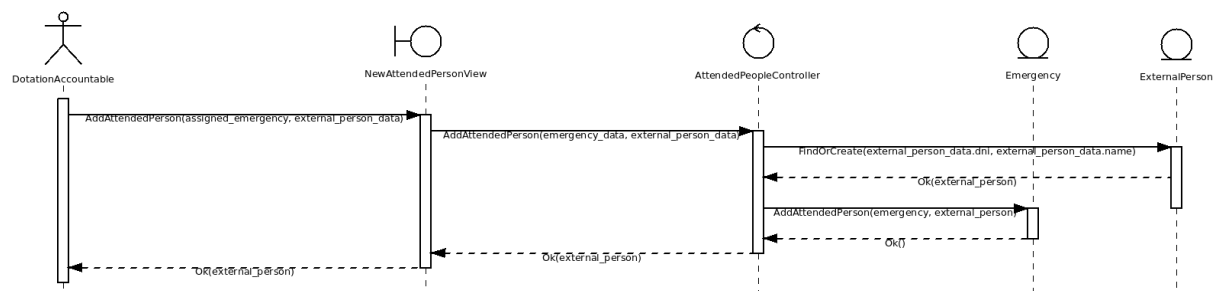 DotationAccountable
NewAttendedPersonView
AttendedPeopleController
Emergency
ExternalPerson
AddAttendedPerson(assigned_emergency, external_person_data)
AddAttendedPerson(emergency_data, external_person_data)
FindOrCreate(external_person_data.dni, external_person_data.name)
Ok(external_person)
AddAttendedPerson(emergency, external_person)
Ok()
Ok(external_person)
Ok(external_person)